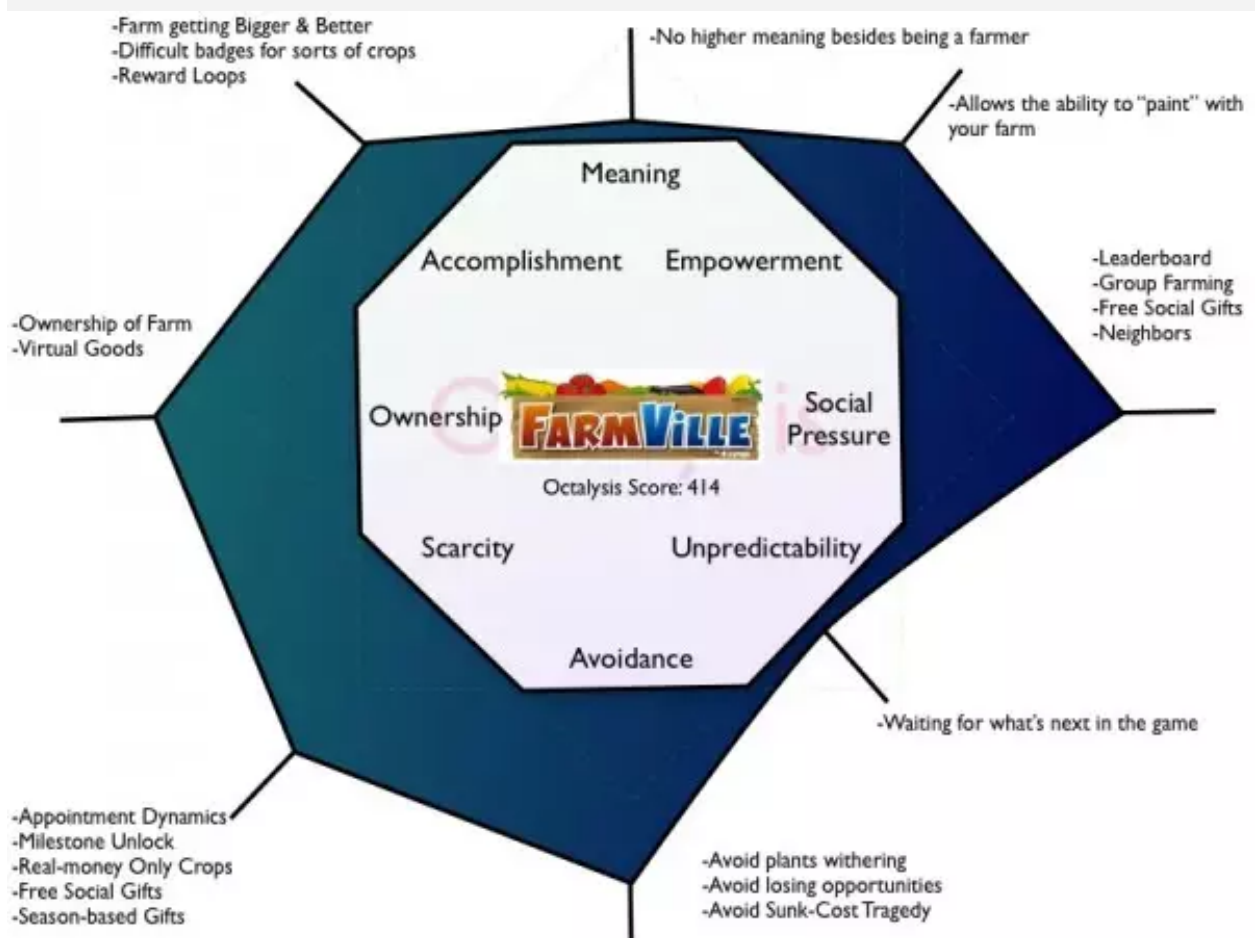 -Farm getting Bigger & Better
-Difficult badges for sorts of crops
-Reward Loops
-No higher meaning besides being a farmer
-Allows the ability to “paint” with
your farm
Meaning
Accomplishment
Empowerment
-Leaderboard
-Group Farming
-Free Social Gifts
-Neighbors
-Ownership of Farm
-Virtual Goods
Ownership
FARMVILLE
Social
Pressure
Octalysis Score: 414
Scarcity
Unpredictability
Avoidance
-Waiting for what's next in the game
-Appointment Dynamics
-Milestone Unlock
-Real-money Only Crops
-Free Social Gifts
-Season-based Gifts
-Avoid plants withering
-Avoid losing opportunities
-Avoid Sunk-Cost Tragedy